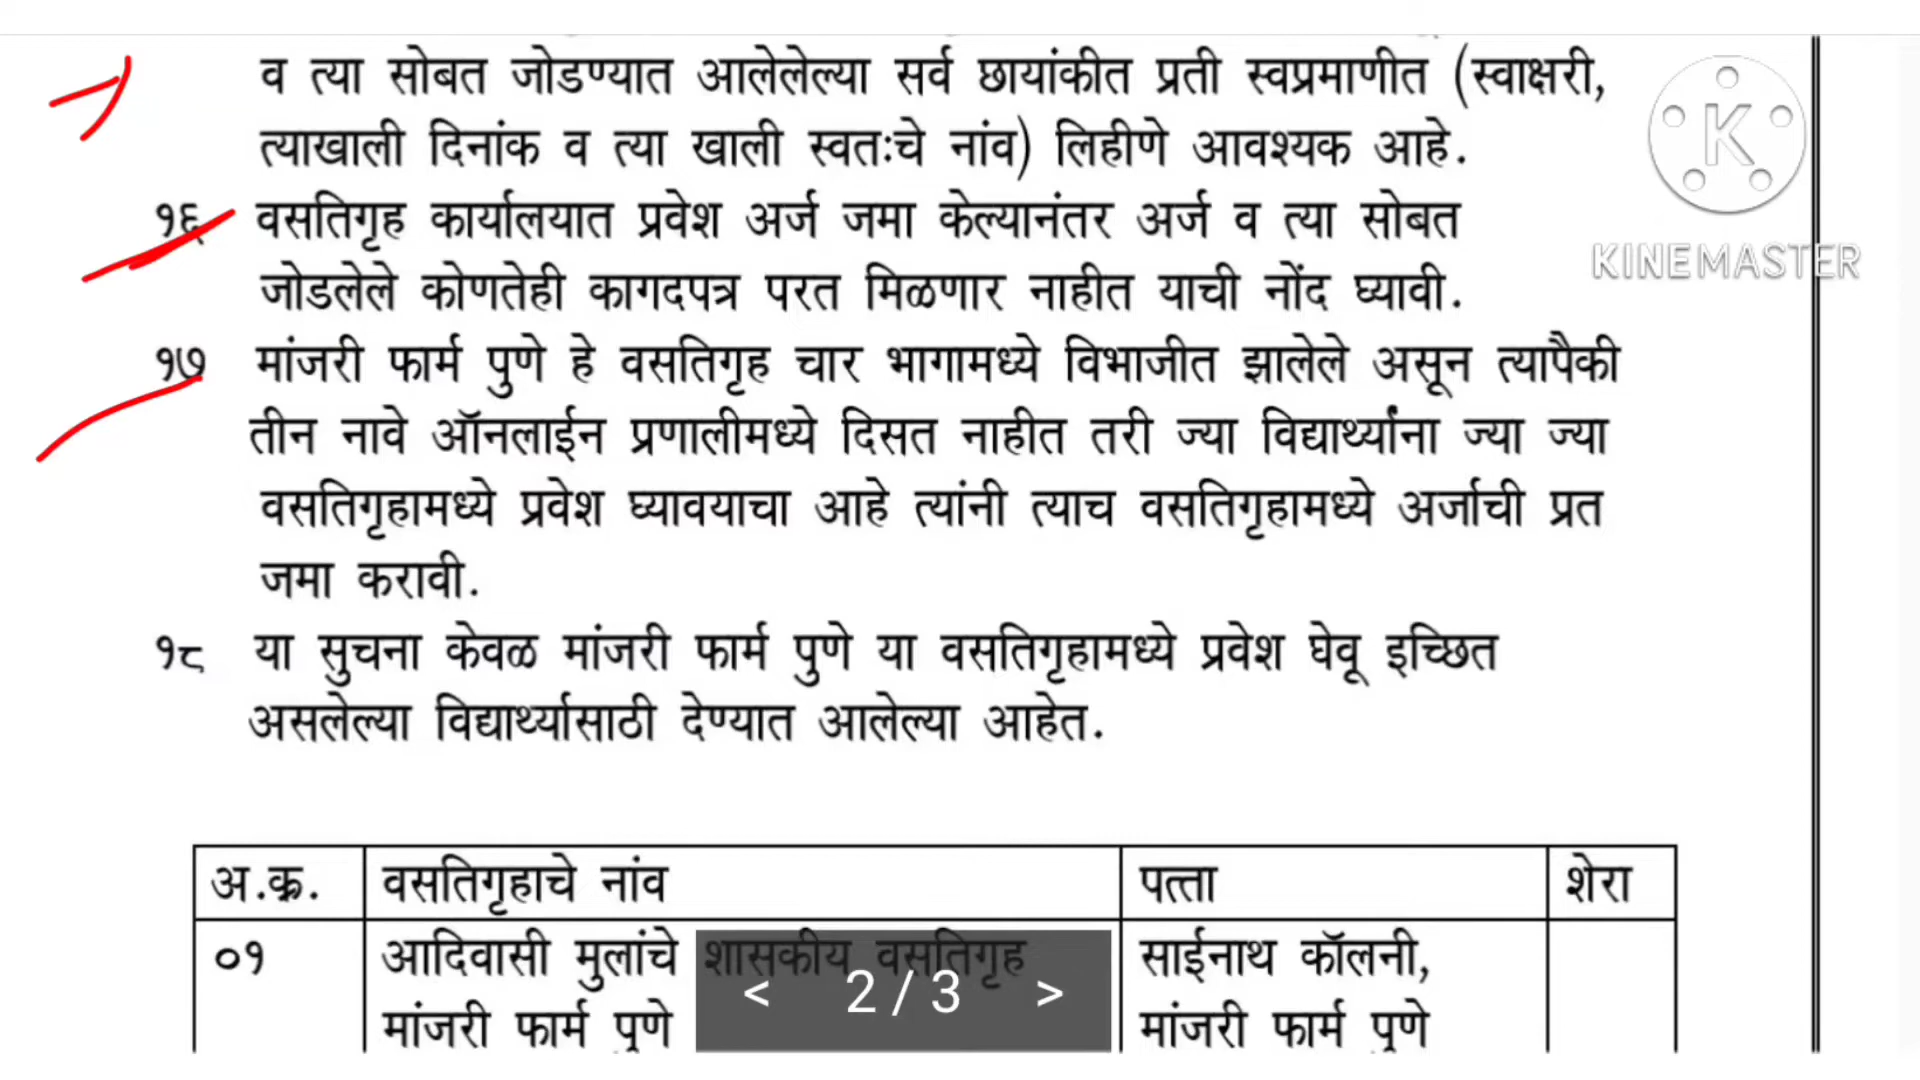 व त्या सोबत जोडण्यात आलेलेल्या सर्व छायांकीत प्रती स्वप्रमाणीत (स्वाक्षरी,
त्याखाली दिनांक व त्या खाली स्वतःचे नांव) लिहीणे आवश्यक आहे.
K
KINEMASTER
१६ वसतिगृह कार्यालयात प्रवेश अर्ज जमा केल्यानंतर अर्ज व त्या सोबत
जोडलेले कोणतेही कागदपत्र परत मिळणार नाहीत याची नोंद घ्यावी.
१७ मांजरी फार्म पुणे हे वसतिगृह चार भागामध्ये विभाजीत झालेले असून त्यापैकी
तीन नावे ऑनलाईन प्रणालीमध्ये दिसत नाहीत तरी ज्या विद्यार्थ्यांना ज्या ज्या
वसतिगृहामध्ये प्रवेश घ्यावयाचा आहे त्यांनी त्याच वसतिगृहामध्ये अर्जाची प्रत
जमा करावी.
१८ या सुचना केवळ मांजरी फार्म पुणे या वसतिगृहामध्ये प्रवेश घेवू इच्छित
असलेल्या विद्यार्थ्यासाठी देण्यात आलेल्या आहेत.
अ.क्र. वसतिगृहाचे नांव पत्ता शेरा
०१ आदिवासी मुलांचे शासकीय वसतिगृह साईनाथ कॉलनी,
मांजरी फार्म पुणे मांजरी फार्म पुणे
< 2 / 3 >